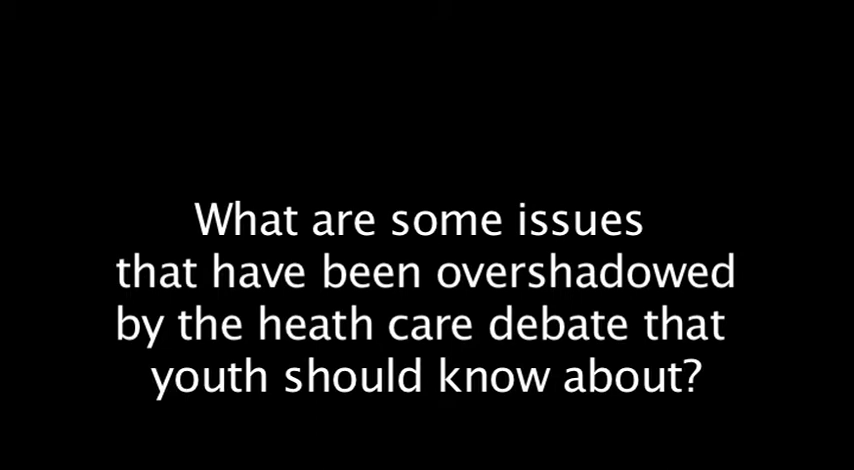 What are some issues
that have been overshadowed
by the heath care debate that
youth should know about?